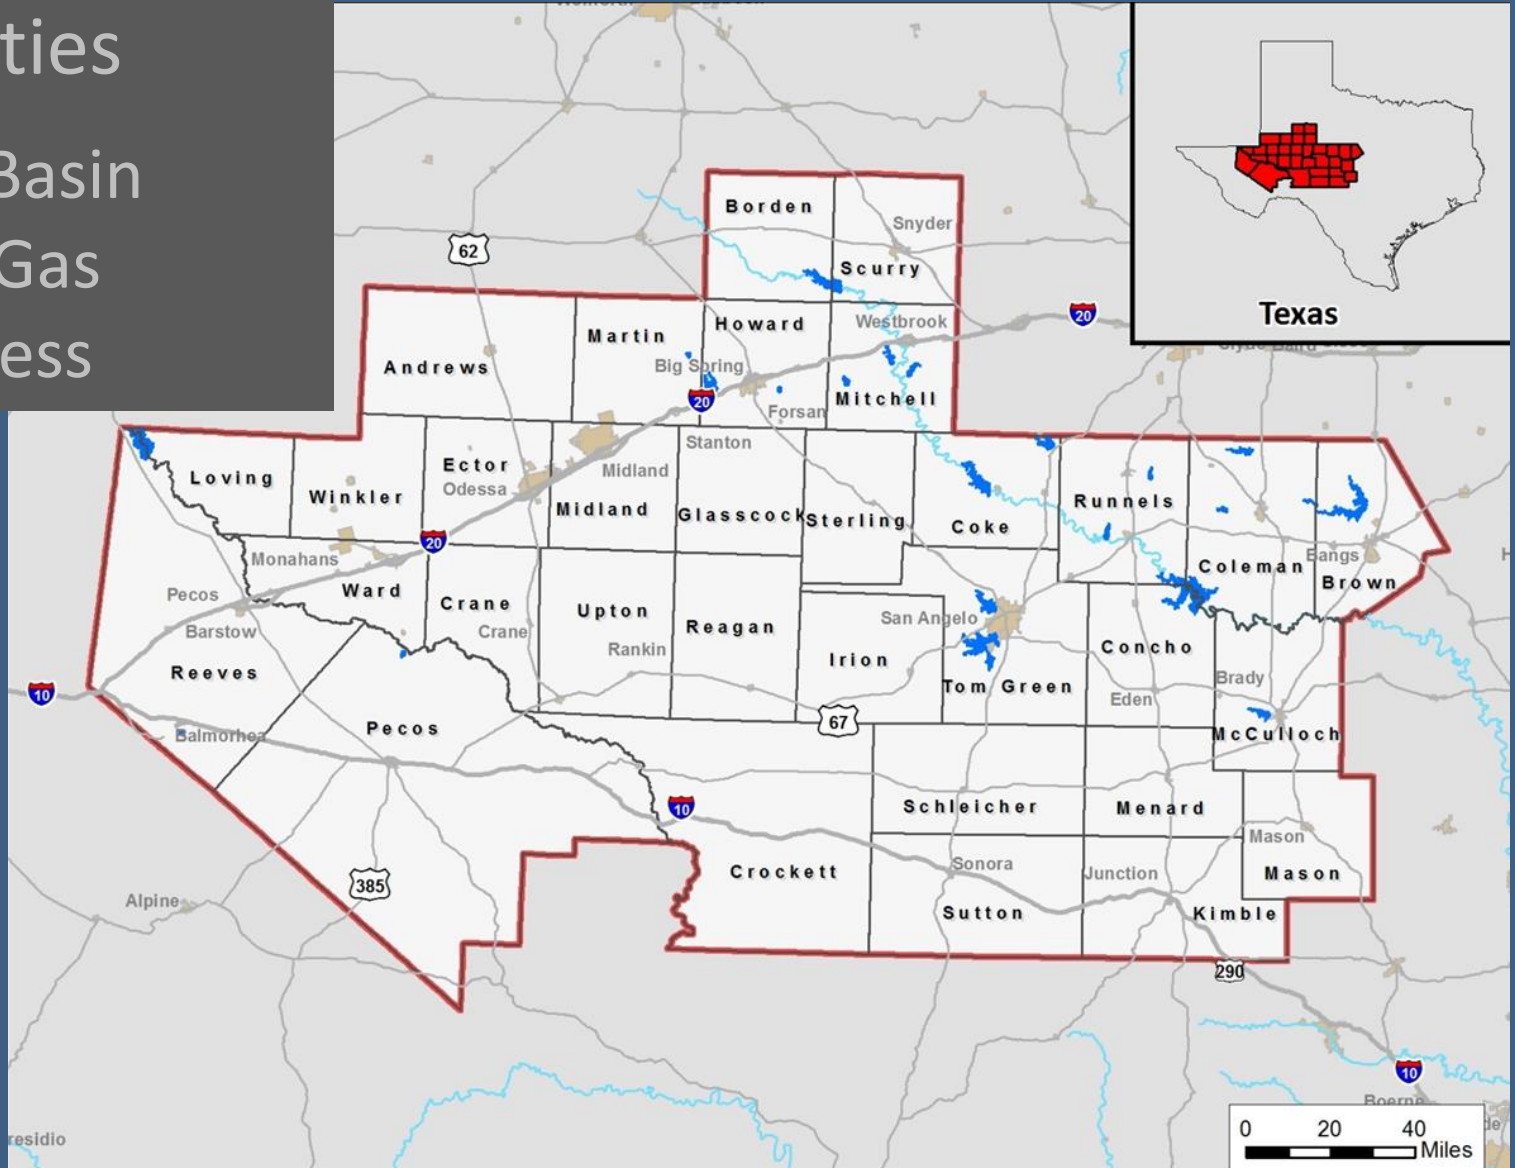 ties
Basin
Gas
ess
Texas
62
20
Borden
Snyder
Scurry
Howard
Westbrook
Martin
Andrews
Big Spring
20
Mitchell
Forsan
Stanton
Loving
Ector
Odessa
Midland
Winkler
Midland
Glasscock
Sterling
Coke
Runnels
20
Monahans
Bangs
Coleman
Brown
Pecos
Ward
Crane
Upton
Reagan
San Angelo
Barstow
Crane
Rankin
Irion
Concho
Reeves
Tom Green
Eden
Brady
10
67
Balmorhea
Pecos
McCulloch
10
Schleicher
Menard
Mason
Crockett
Sonora
Junction
Mason
385
Alpine
Sutton
Kimble
290
10
Boerne
residio
0 20 40
Miles